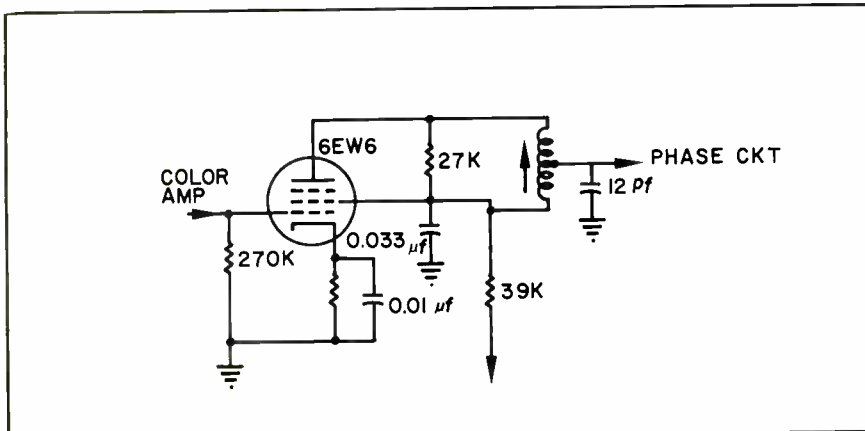 6EW6
27K
PHASE CKT
COLOR
AMP
12 pf
0.033 µf
270K
0.01 µf
39K